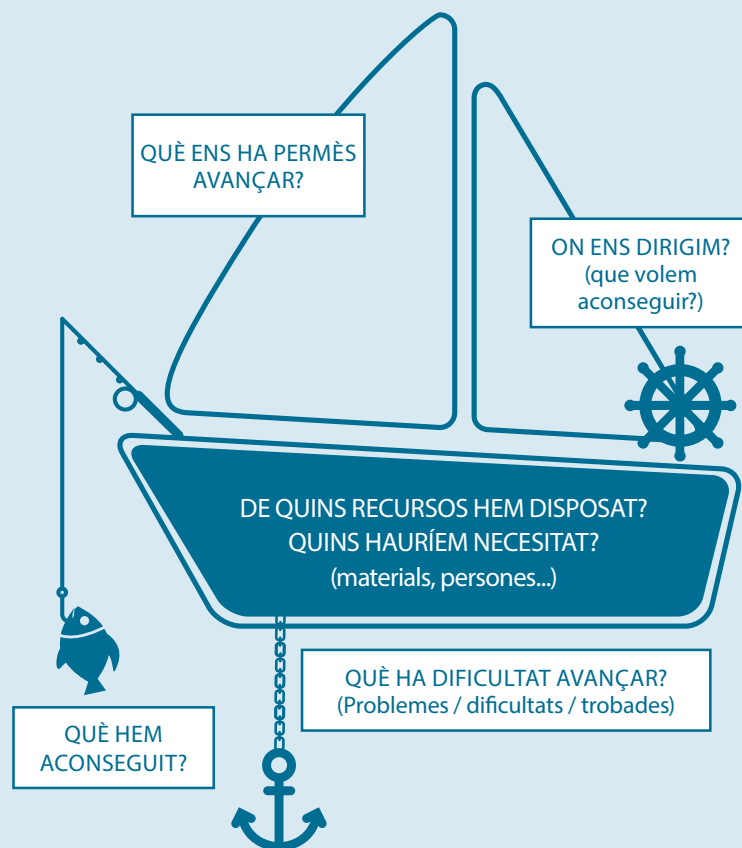 QUÈ ENS HA PERMÈS
AVANÇAR?
ON ENS DIRIGIM?
(que volem
aconseguir?)
DE QUINS RECURSOS HEM DISPOSAT?
QUINS HAURÍEM NECESITAT?
(materials, persones...)
QUÈ HA DIFICULTAT AVANÇAR?
(Problemes / dificultats / trobades)
QUÈ HEM
ACONSEGUIT?